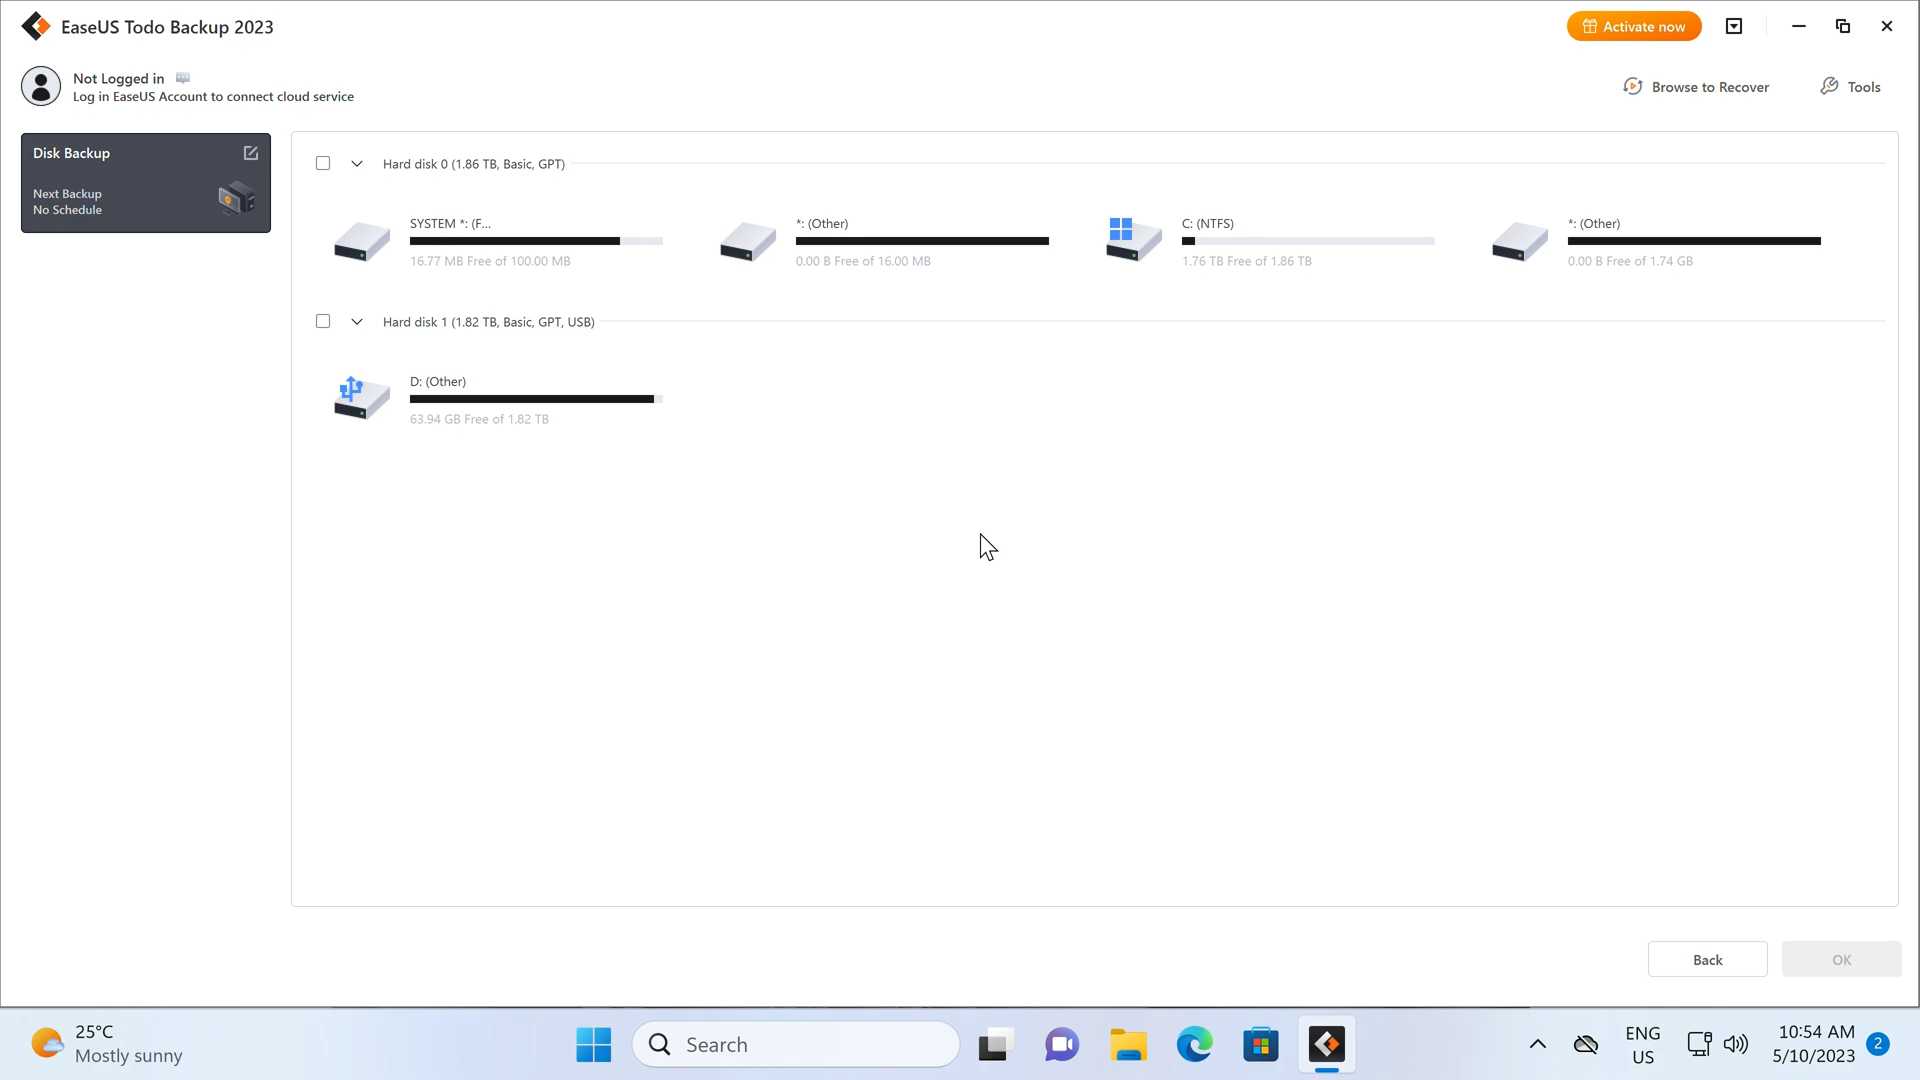 EaseUS Todo Backup 2023
Activate now
Not Logged in
Log in EaseUS Account to connect cloud service
Browse to Recover
Tools
Disk Backup
Next Backup
No Schedule
Hard disk 0 (1.86 TB, Basic, GPT)
SYSTEM *: (F...
16.77 MB Free of 100.00 MB
*: (Other)
0.00 B Free of 16.00 MB
C: (NTFS)
1.76 TB Free of 1.86 TB
*: (Other)
0.00 B Free of 1.74 GB
Hard disk 1 (1.82 TB, Basic, GPT, USB)
D: (Other)
63.94 GB Free of 1.82 TB
Back
OK
25°C
Mostly sunny
Search
ENG
US
10:54 AM
5/10/2023
2